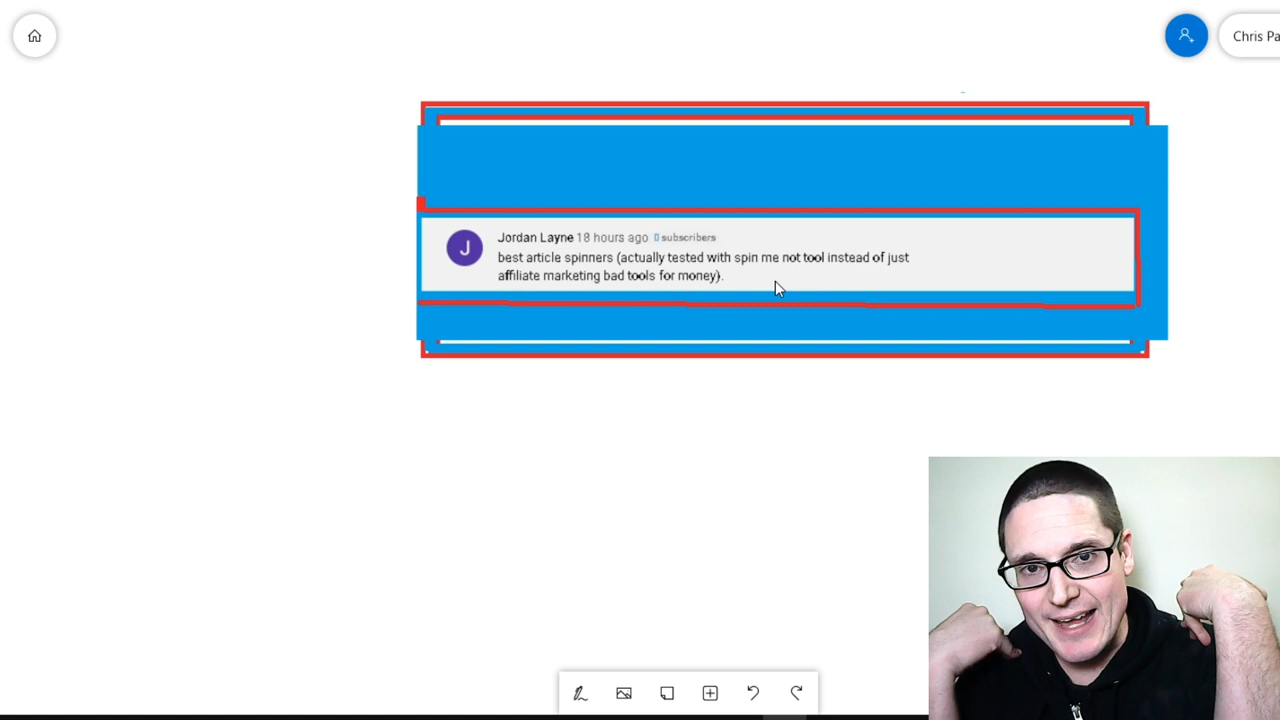 Chris Pa
J
Jordan Layne 18 hours ago 0 subscribers
best article spinners (actually tested with spin me not tool instead of just
affiliate marketing bad tools for money).